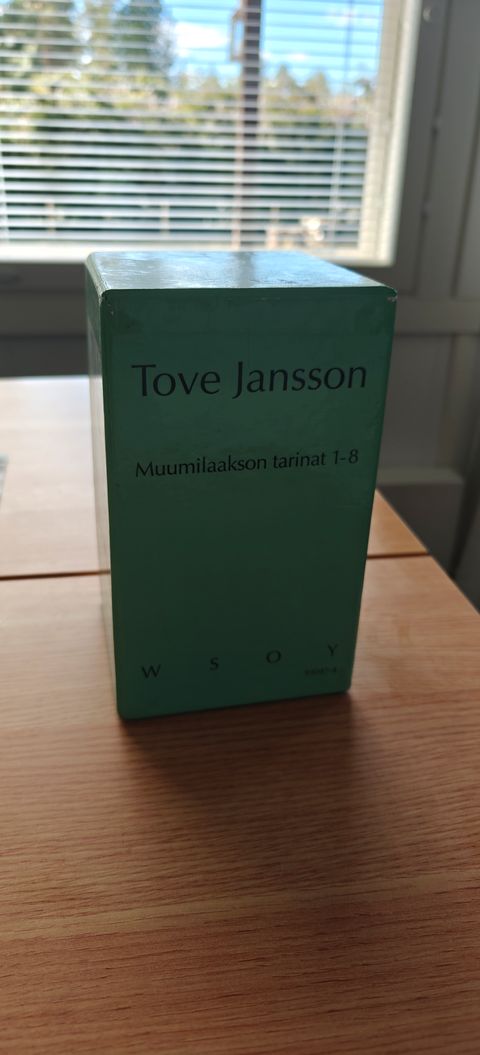 Tove Jansson
Muumilaakson tarinat 1-8
W S O Y